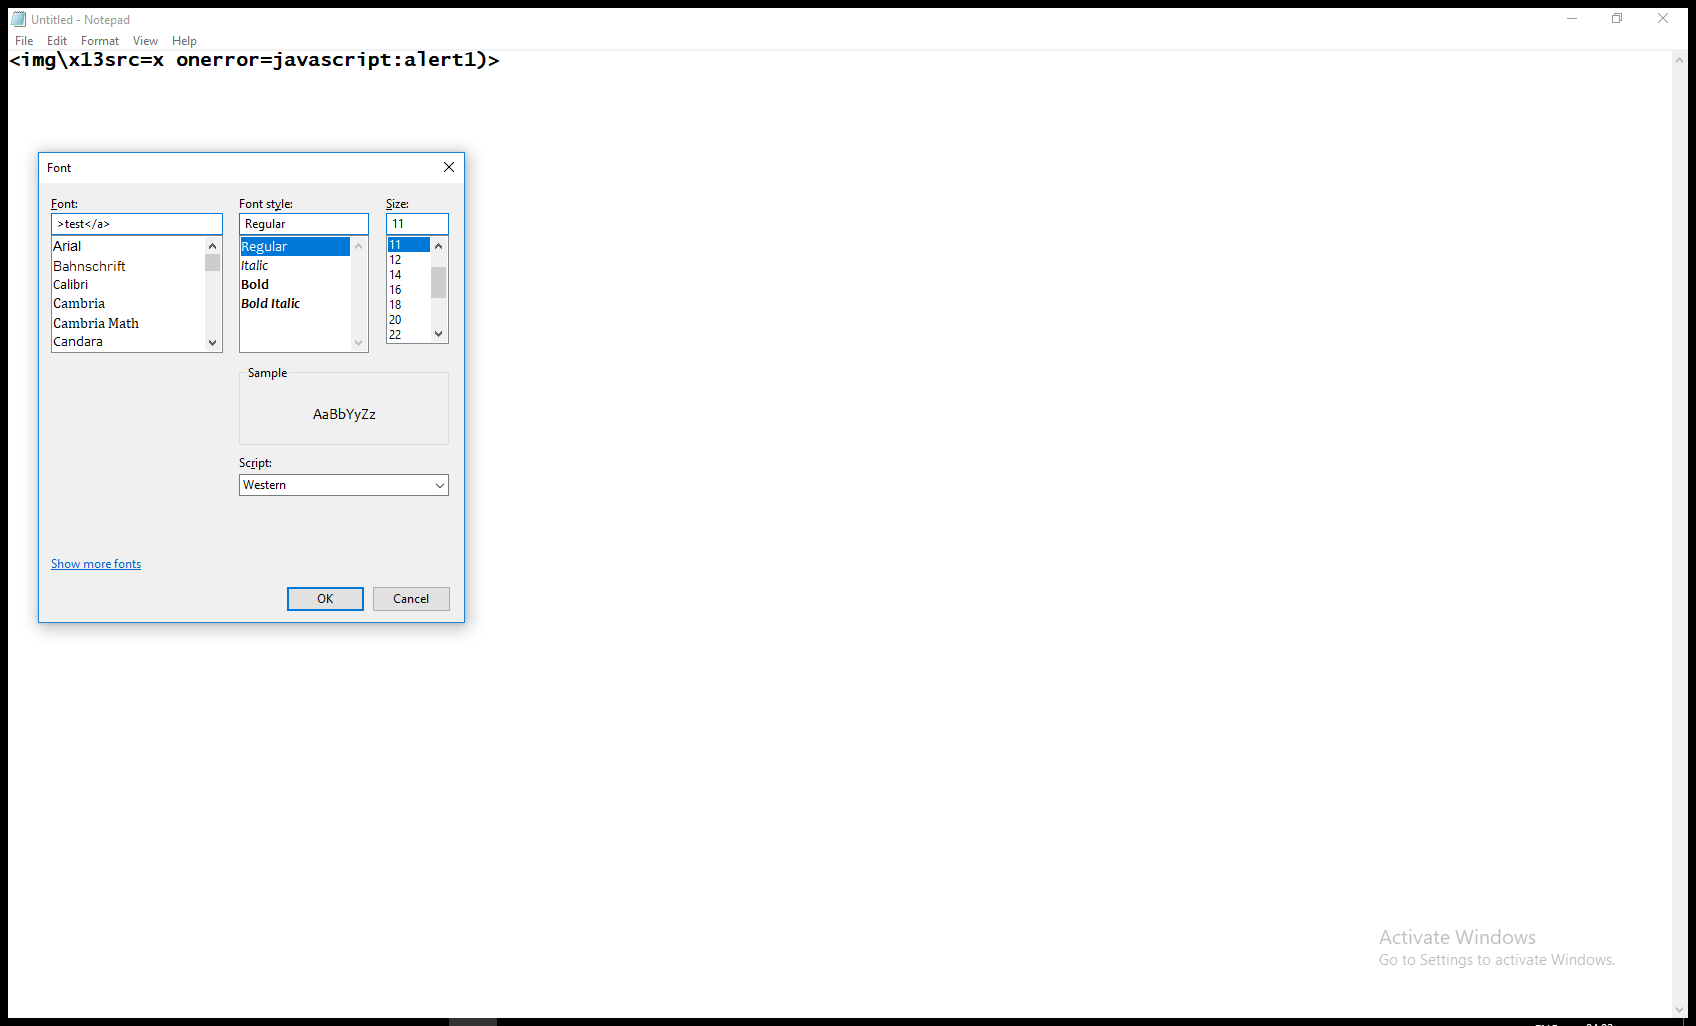 Untitled - Notepad
File Edit Format View Help
<img\x13src=x onerror=javascript:alert1)>
Font
Font: Font style: Size:
>test</a> Regular 11
Arial Regular 11
Bahnschrift Italic 12
Calibri Bold 14
Cambria Bold Italic 16
Cambria Math 18
Candara 20
22
Sample
AaBbYyZz
Script:
Western
Show more fonts
OK Cancel
Activate Windows
Go to Settings to activate Windows.